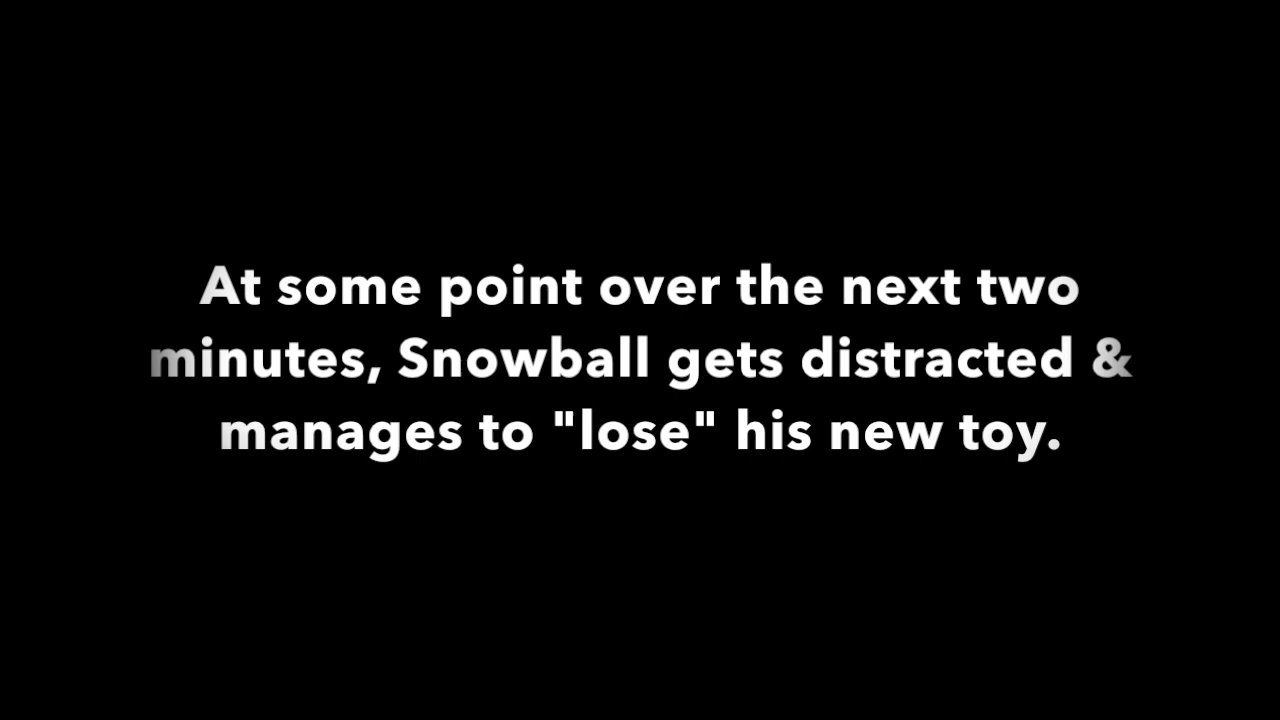 At some point over the next two
minutes, Snowball gets distracted &
manages to "lose" his new toy.